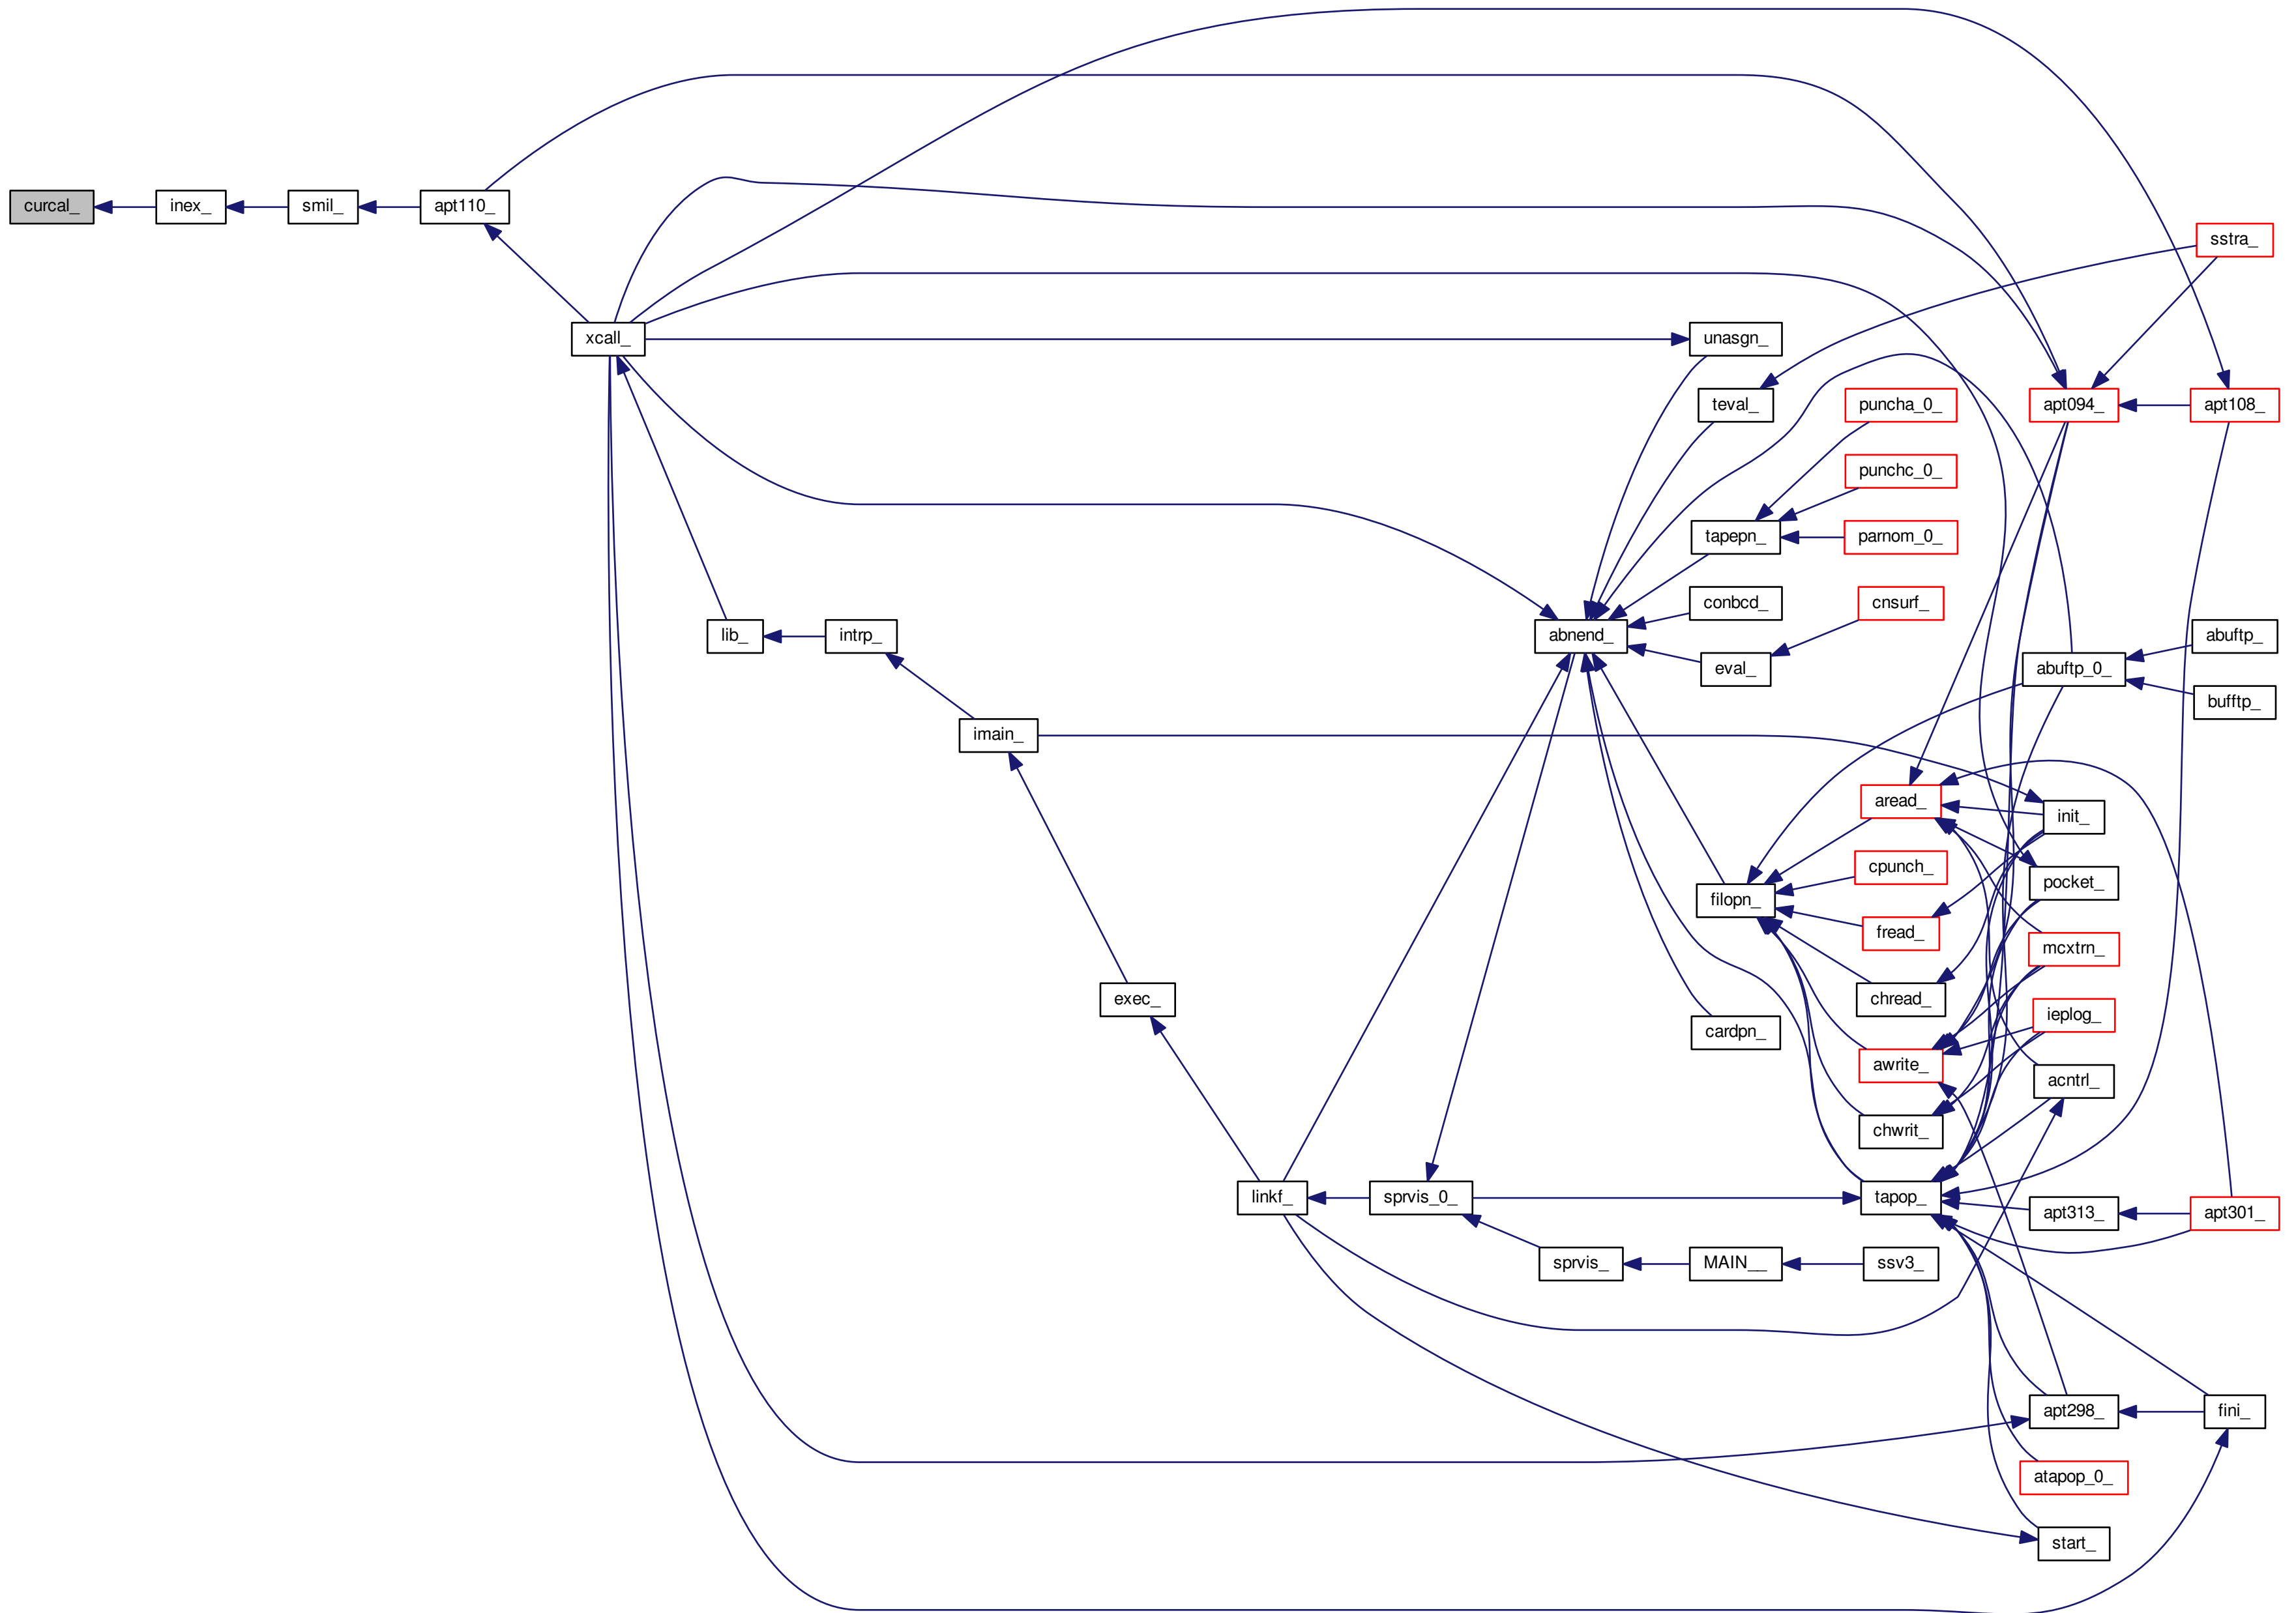 curcal_
inex_
smil_
apt110_
xcall_
lib_
intrp_
imain_
exec_
linkf_
sprvis_0_
abnend_
sprvis_
unasgn_
teval_
tapepn_
conbcd_
eval_
filopn_
cardpn_
MAIN__
puncha_0_
punchc_0_
parnom_0_
cnsurf_
aread_
cpunch_
fread_
chread_
awrite_
chwrit_
tapop_
ssv3_
apt094_
abuftp_0_
init_
pocket_
mcxtrn_
ieplog_
acntrl_
apt313_
apt298_
atapop_0_
start_
sstra_
apt108_
abuftp_
bufftp_
apt301_
fini_